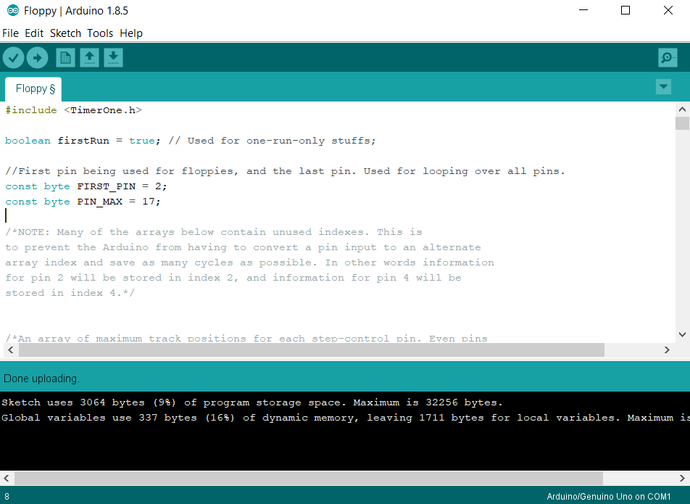 Floppy | Arduino 1.8.5
File Edit Sketch Tools Help
Floppy §
#include <TimerOne.h>
boolean firstRun = true; // Used for one-run-only stuffs;
//First pin being used for floppies, and the last pin. Used for looping over all pins.
const byte FIRST_PIN = 2;
const byte PIN_MAX = 17;
/*NOTE: Many of the arrays below contain unused indexes. This is
to prevent the Arduino from having to convert a pin input to an alternate
array index and save as many cycles as possible. In other words information
for pin 2 will be stored in index 2, and information for pin 4 will be
stored in index 4.*/
/*An array of maximum track positions for each step-control pin. Even pins
Done uploading.
Sketch uses 3064 bytes (9%) of program storage space. Maximum is 32256 bytes.
Global variables use 337 bytes (16%) of dynamic memory, leaving 1711 bytes for local variables. Maximum is
8
Arduino/Genuino Uno on COM1